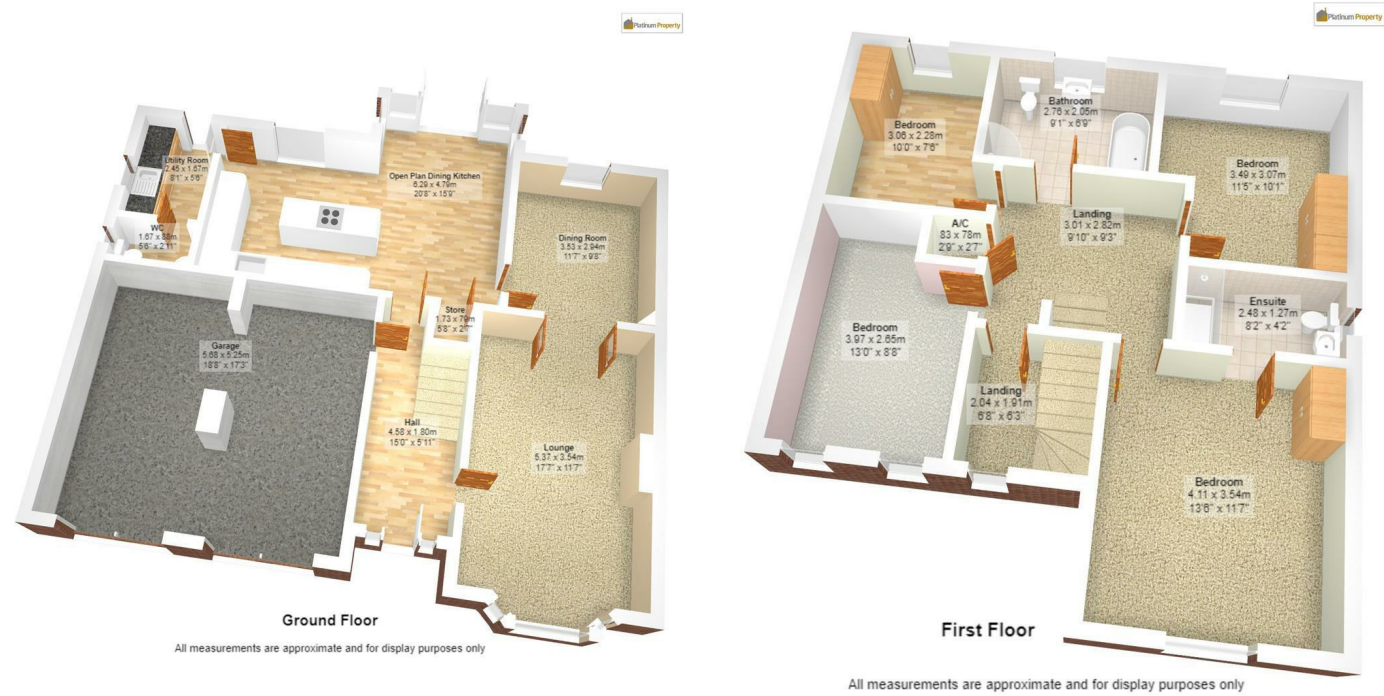 Platinum Property
Utility Room
2.45 x 1.67m
8'1" x 5'6"
WC
1.67 x 88m
5'6" x 2'11"
Open Plan Dining Kitchen
6.29 x 4.79m
20'8" x 15'9"
Dining Room
3.53 x 2.94m
11'7" x 9'8"
Store
1.73 x 79m
5'8" x 2'7"
Garage
5.68 x 5.25m
18'8" x 17'3"
Hall
4.58 x 1.80m
15'0" x 5'11"
Lounge
5.37 x 3.54m
17'7" x 11'7"
Ground Floor
All measurements are approximate and for display purposes only
Platinum Property
Bedroom
3.06 x 2.28m
10'0" x 7'6"
Bathroom
2.76 x 2.05m
9'1" x 6'9"
Bedroom
3.49 x 3.07m
11'5" x 10'1"
A/C
83 x 78m
2'9" x 2'7"
Landing
3.01 x 2.82m
9'10" x 9'3"
Bedroom
3.97 x 2.65m
13'0" x 8'8"
Ensuite
2.48 x 1.27m
8'2" x 4'2"
Landing
2.04 x 1.91m
6'8" x 6'3"
Bedroom
4.11 x 3.54m
13'6" x 11'7"
First Floor
All measurements are approximate and for display purposes only